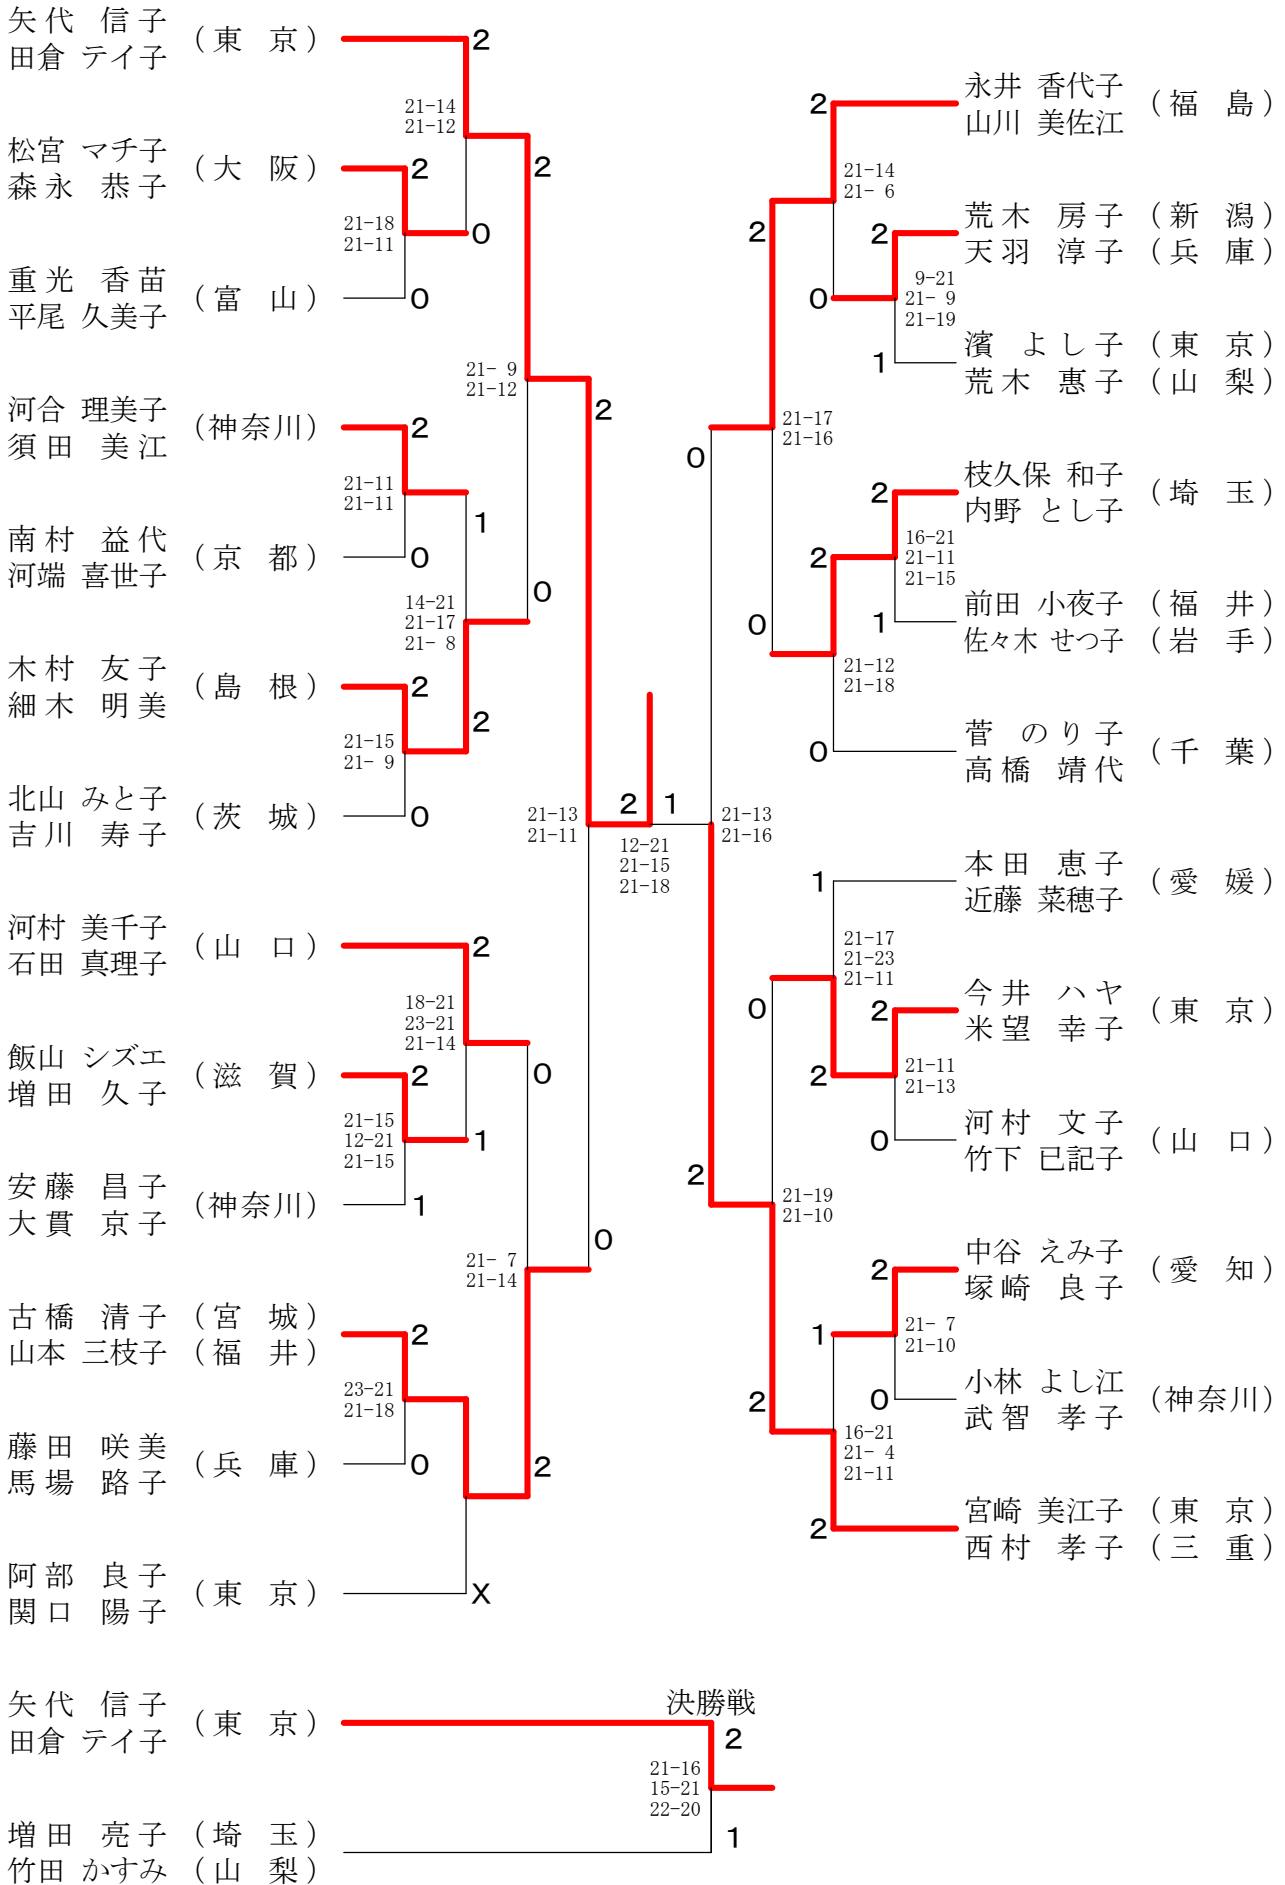 矢代 信子 (東 京) 2
田倉 テイ子
21-14
21-12
松宮 マチ子 (大 阪) 2
森永 恭子
2
21-18
21-11
0
重光 香苗 (富 山) 0
平尾 久美子
21- 9
21-12
2
河合 理美子 (神奈川) 2
須田 美江
21-11
21-11
1
南村 益代 (京 都) 0
河端 喜世子
0
14-21
21-17
21- 8
木村 友子 (島 根) 2
細木 明美
2
21-15
21- 9
北山 みと子 (茨 城) 0
吉川 寿子
21-13
21-11
河村 美千子 (山 口) 2
石田 真理子
18-21
23-21
21-14
0
飯山 シズエ (滋 賀) 2
増田 久子
21-15
12-21
21-15
1
安藤 昌子 (神奈川) 1
大貫 京子
0
21- 7
21-14
古橋 清子 (宮 城) 2
山本 三枝子 (福 井)
23-21
21-18
藤田 咲美 (兵 庫) 0
馬場 路子
2
阿部 良子 (東 京) X
関口 陽子
2 1
12-21
21-15
21-18
2 永井 香代子 (福 島)
山川 美佐江
21-14
21- 6
2
2 荒木 房子 (新 潟)
天羽 淳子 (兵 庫)
0
9-21
21- 9
21-19
1 濱 よし子 (東 京)
荒木 惠子 (山 梨)
21-17
21-16
0
2 枝久保 和子 (埼 玉)
内野 とし子
2
16-21
21-11
21-15
1 前田 小夜子 (福 井)
佐々木 せつ子 (岩 手)
0
21-12
21-18
0 菅 のり子 (千 葉)
高橋 靖代
21-13
21-16
1 本田 恵子 (愛 媛)
近藤 菜穂子
21-17
21-23
21-11
0
2 今井 ハヤ (東 京)
米望 幸子
2
21-11
21-13
0 河村 文子 (山 口)
竹下 已記子
2
21-19
21-10
2 中谷 えみ子 (愛 知)
塚崎 良子
1
21- 7
21-10
0 小林 よし江 (神奈川)
武智 孝子
2
16-21
21- 4
21-11
2 宮崎 美江子 (東 京)
西村 孝子 (三 重)
決勝戦
矢代 信子 (東 京) 2
田倉 テイ子
21-16
15-21
22-20
増田 亮子 (埼 玉) 1
竹田 かすみ (山 梨)